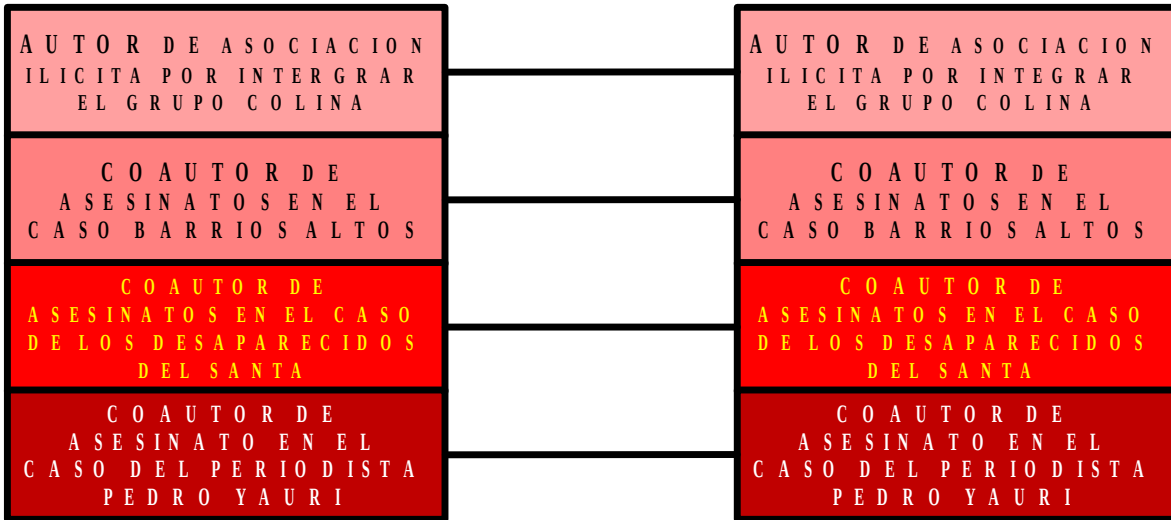 AUTOR DE ASOCIACION
ILICITA POR INTERGRAR
EL GRUPO COLINA
COAUTOR DE
ASESINATOS EN EL
CASO BARRIOS ALTOS
COAUTOR DE
ASESINATOS EN EL CASO
DE LOS DESAPARECIDOS
DEL SANTA
COAUTOR DE
ASESINATO EN EL
CASO DEL PERIODISTA
PEDRO YAURI
AUTOR DE ASOCIACION
ILICITA POR INTEGRAR
EL GRUPO COLINA
COAUTOR DE
ASESINATOS EN EL
CASO BARRIOS ALTOS
COAUTOR DE
ASESINATOS EN EL CASO
DE LOS DESAPARECIDOS
DEL SANTA
COAUTOR DE
ASESINATO EN EL
CASO DEL PERIODISTA
PEDRO YAURI